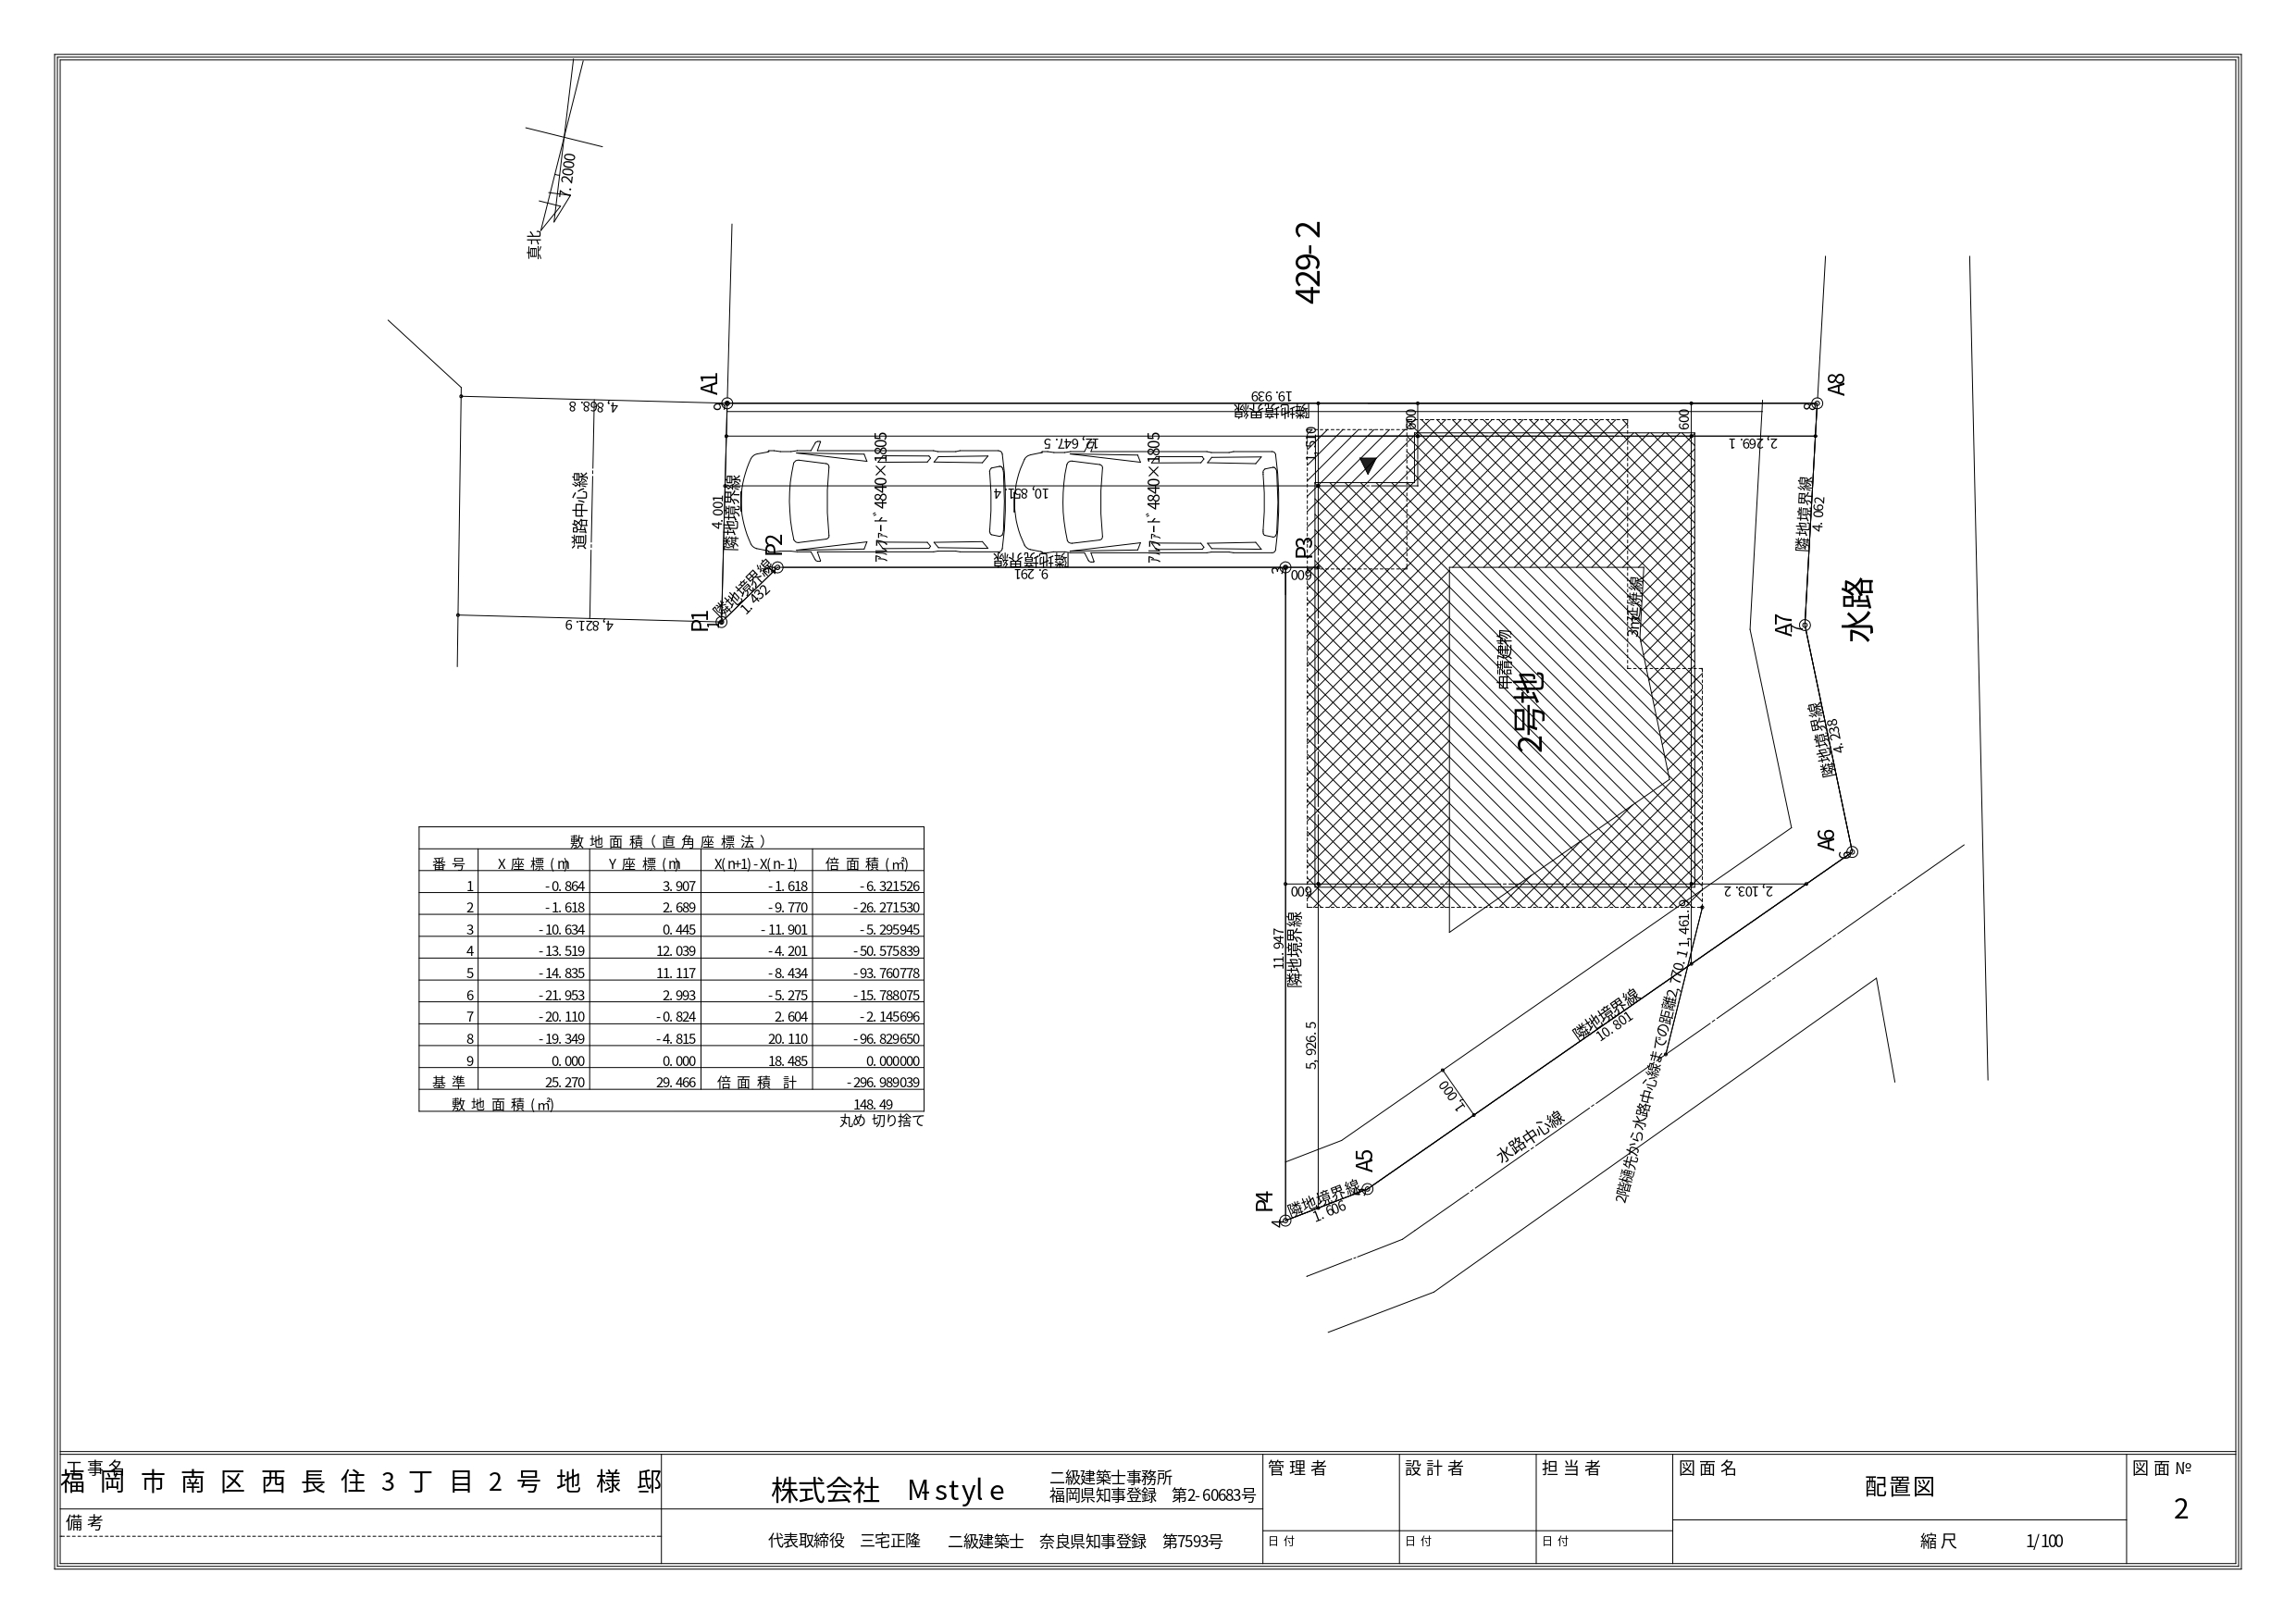 1. 2000
真北
429-2
A1
9
4, 868. 8
19. 939
隣地境界線
A8
8
12, 647. 5
1, 510
600
600
2, 269. 1
道路中心線
4. 001
隣地境界線
ｱﾙﾌｧｰﾄﾞ 4840×1805
10, 851. 4
ｱﾙﾌｧｰﾄﾞ 4840×1805
隣地境界線
4. 062
P2
隣地境界線
1. 432
隣地境界線
9. 291
P3
3
600
P1
1
4, 821. 9
3m延焼線
申請建物
2号地
A7
7
水路
隣地境界線
4. 238
A6
6
600
2, 103. 2
11. 947
隣地境界線
1, 461. 9
5, 926. 5
隣地境界線
10. 801
2階樋先から水路中心線までの距離2, 770. 1
1, 000
水路中心線
A5
5
P4
4
隣地境界線
1. 606
敷地面積(直角座標法)
番号 X座標(m) Y座標(m) X(n+1)-X(n-1) 倍面積(㎡)
1 -0. 864 3. 907 -1. 618 -6. 321526
2 -1. 618 2. 689 -9. 770 -26. 271530
3 -10. 634 0. 445 -11. 901 -5. 295945
4 -13. 519 12. 039 -4. 201 -50. 575839
5 -14. 835 11. 117 -8. 434 -93. 760778
6 -21. 953 2. 993 -5. 275 -15. 788075
7 -20. 110 -0. 824 2. 604 -2. 145696
8 -19. 349 -4. 815 20. 110 -96. 829650
9 0. 000 0. 000 18. 485 0. 000000
基準 25. 270 29. 466 倍面積 計 -296. 989039
敷地面積(㎡) 148. 49
丸め 切り捨て
工事名
福岡市南区西長住3丁目2号地様邸
備考
株式会社 M-style
二級建築士事務所
福岡県知事登録 第2-60683号
代表取締役 三宅正隆 二級建築士 奈良県知事登録 第7593号
管理者
日付
設計者
日付
担当者
日付
図面名
配置図
縮尺 1/100
図面№
2